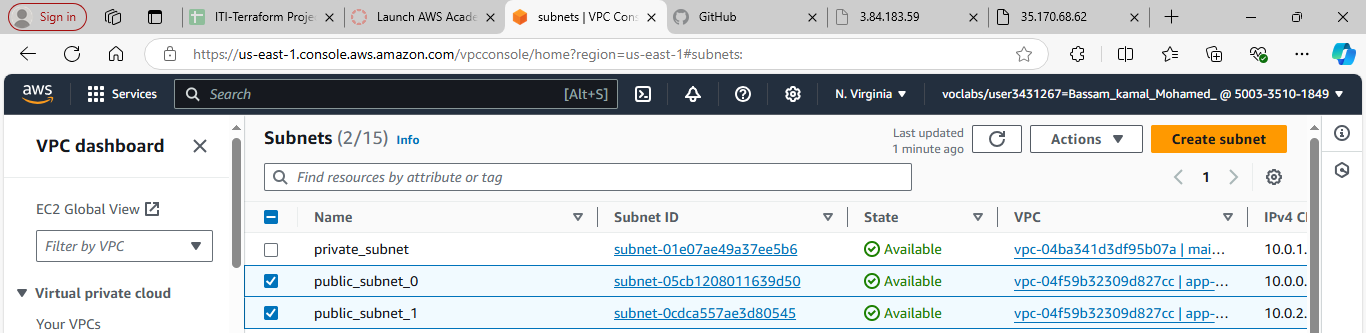 Sign in
ITI-Terraform Proje
Launch AWS Acade
subnets | VPC Cons
GitHub
3.84.183.59
35.170.68.62
https://us-east-1.console.aws.amazon.com/vpcconsole/home?region=us-east-1#subnets:
aws Services Search [Alt+S] N. Virginia voclabs/user3431267=Bassam_kamal_Mohamed_ @ 5003-3510-1849
VPC dashboard
EC2 Global View
Filter by VPC
Virtual private cloud
Your VPCs
Subnets (2/15) Info
Last updated
1 minute ago
Actions
Create subnet
Find resources by attribute or tag
1
Name Subnet ID State VPC IPv4 CI
private_subnet subnet-01e07ae49a37ee5b6 Available vpc-04ba341d3df95b07a | mai... 10.0.1.
public_subnet_0 subnet-05cb1208011639d50 Available vpc-04f59b32309d827cc | app-... 10.0.0.
public_subnet_1 subnet-0cdca557ae3d80545 Available vpc-04f59b32309d827cc | app-... 10.0.2.